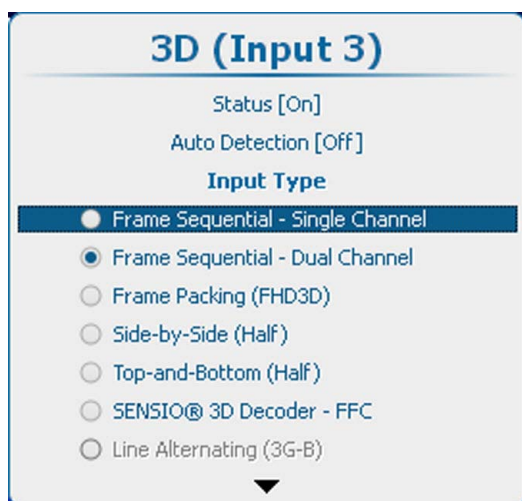 3D (Input 3)
Status [On]
Auto Detection [Off]
Input Type
Frame Sequential - Single Channel
Frame Sequential - Dual Channel
Frame Packing (FHD3D)
Side-by-Side (Half)
Top-and-Bottom (Half)
SENSIO® 3D Decoder - FFC
Line Alternating (3G-B)